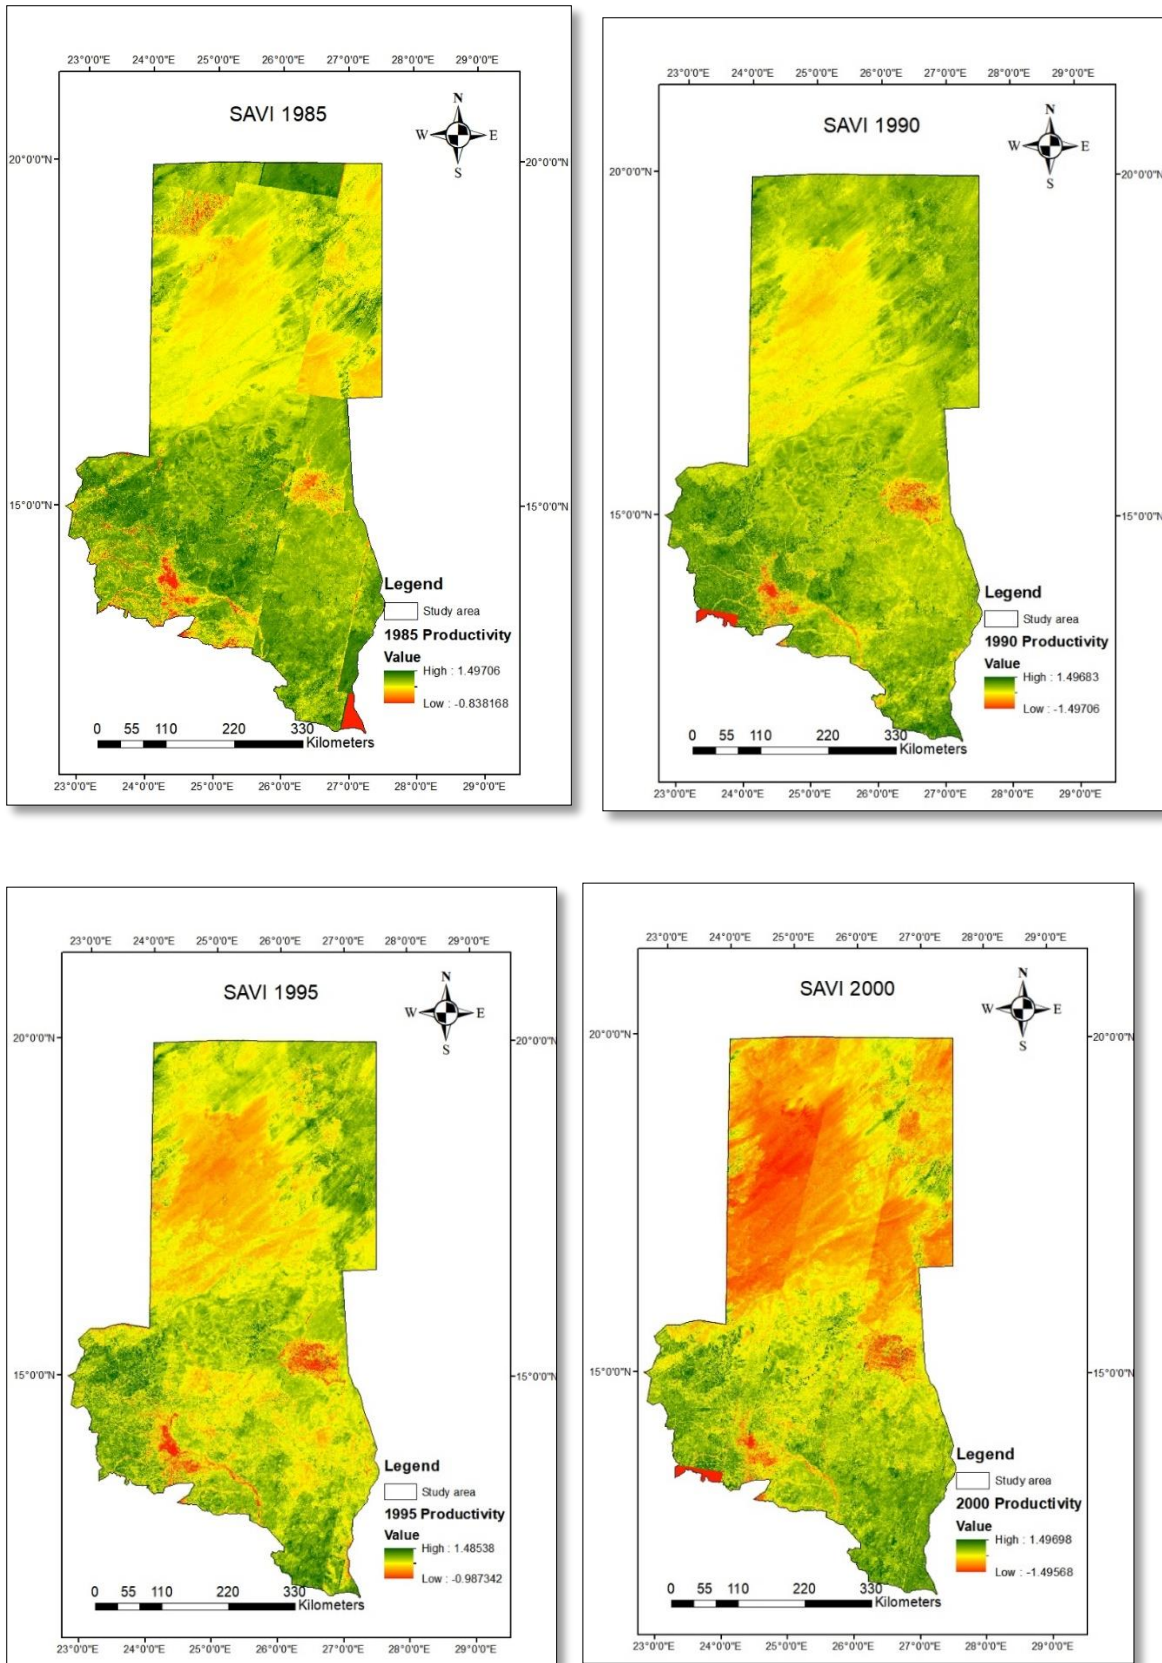 23°0'0"E 24°0'0"E 25°0'0"E 26°0'0"E 27°0'0"E 28°0'0"E 29°0'0"E
SAVI 1985
N
W E
S
20°0'0"N 20°0'0"N
15°0'0"N 15°0'0"N
Legend
Study area
1985 Productivity
Value
High : 1.49706
Low : -0.838168
0 55 110 220 330
Kilometers
23°0'0"E 24°0'0"E 25°0'0"E 26°0'0"E 27°0'0"E 28°0'0"E 29°0'0"E
23°0'0"E 24°0'0"E 25°0'0"E 26°0'0"E 27°0'0"E 28°0'0"E 29°0'0"E
SAVI 1990
N
W E
S
20°0'0"N 20°0'0"N
15°0'0"N 15°0'0"N
Legend
Study area
1990 Productivity
Value
High : 1.49683
Low : -1.49706
0 55 110 220 330
Kilometers
23°0'0"E 24°0'0"E 25°0'0"E 26°0'0"E 27°0'0"E 28°0'0"E 29°0'0"E
23°0'0"E 24°0'0"E 25°0'0"E 26°0'0"E 27°0'0"E 28°0'0"E 29°0'0"E
SAVI 1995
N
W E
S
20°0'0"N 20°0'0"N
15°0'0"N 15°0'0"N
Legend
Study area
1995 Productivity
Value
High : 1.48538
Low : -0.987342
0 55 110 220 330
Kilometers
23°0'0"E 24°0'0"E 25°0'0"E 26°0'0"E 27°0'0"E 28°0'0"E 29°0'0"E
23°0'0"E 24°0'0"E 25°0'0"E 26°0'0"E 27°0'0"E 28°0'0"E 29°0'0"E
SAVI 2000
N
W E
S
20°0'0"N 20°0'0"N
15°0'0"N 15°0'0"N
Legend
Study area
2000 Productivity
Value
High : 1.49698
Low : -1.49568
0 55 110 220 330
Kilometers
23°0'0"E 24°0'0"E 25°0'0"E 26°0'0"E 27°0'0"E 28°0'0"E 29°0'0"E